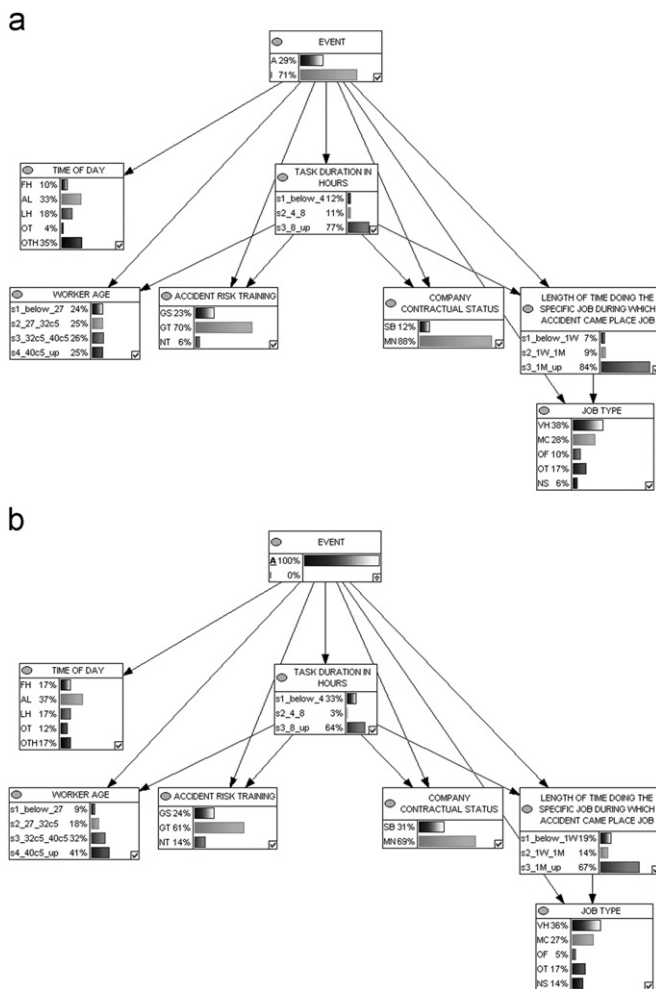 a
EVENT
A 29%
I 71%
TIME OF DAY
FH 10%
AL 33%
LH 18%
OT 4%
OTH 35%
TASK DURATION IN
HOURS
s1_below_4 12%
s2_4_8 11%
s3_8_up 77%
WORKER AGE
s1_below_27 24%
s2_27_32c5 25%
s3_32c5_40c5 26%
s4_40c5_up 25%
ACCIDENT RISK TRAINING
GS 23%
GT 70%
NT 6%
COMPANY
CONTRACTUAL STATUS
SB 12%
MN 88%
LENGTH OF TIME DOING THE
SPECIFIC JOB DURING WHICH
ACCIDENT CAME PLACE JOB
s1_below_1W 7%
s2_1W_1M 9%
s3_1M_up 84%
JOB TYPE
VH 38%
MC 28%
OF 10%
OT 17%
NS 6%
b
EVENT
A 100%
I 0%
TIME OF DAY
FH 17%
AL 37%
LH 17%
OT 12%
OTH 17%
TASK DURATION IN
HOURS
s1_below_4 33%
s2_4_8 3%
s3_8_up 64%
WORKER AGE
s1_below_27 9%
s2_27_32c5 18%
s3_32c5_40c5 32%
s4_40c5_up 41%
ACCIDENT RISK TRAINING
GS 24%
GT 61%
NT 14%
COMPANY
CONTRACTUAL STATUS
SB 31%
MN 69%
LENGTH OF TIME DOING THE
SPECIFIC JOB DURING WHICH
ACCIDENT CAME PLACE JOB
s1_below_1W 19%
s2_1W_1M 14%
s3_1M_up 67%
JOB TYPE
VH 36%
MC 27%
OF 5%
OT 17%
NS 14%